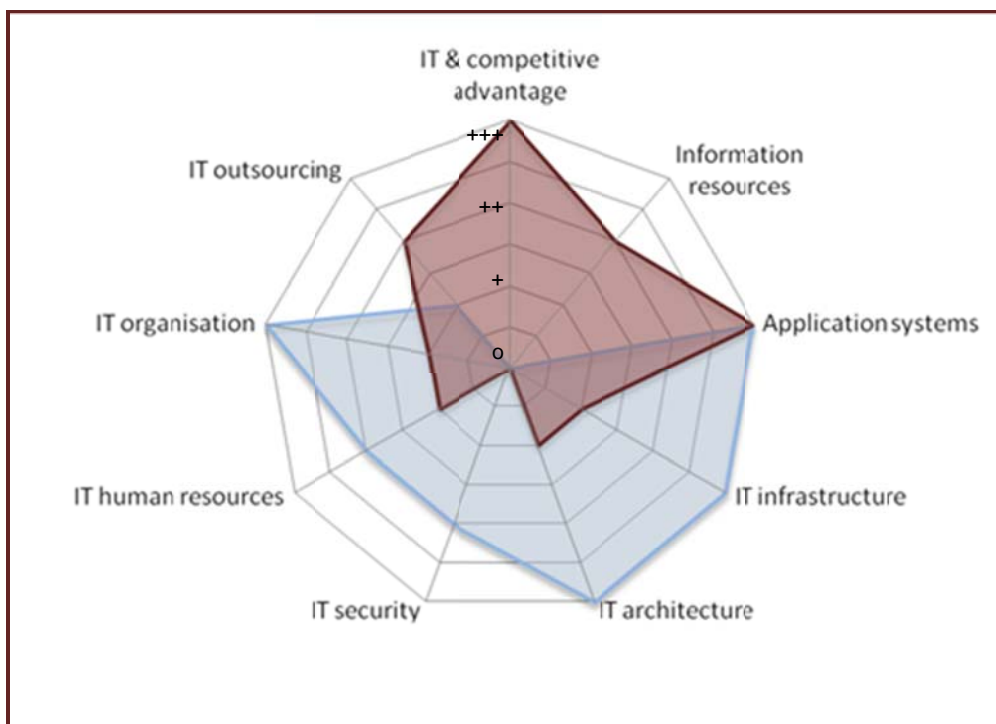 IT & competitive
advantage
+++
Information
resources
IT outsourcing
++
+
IT organisation
Application systems
o
IT human resources
IT infrastructure
IT security
IT architecture